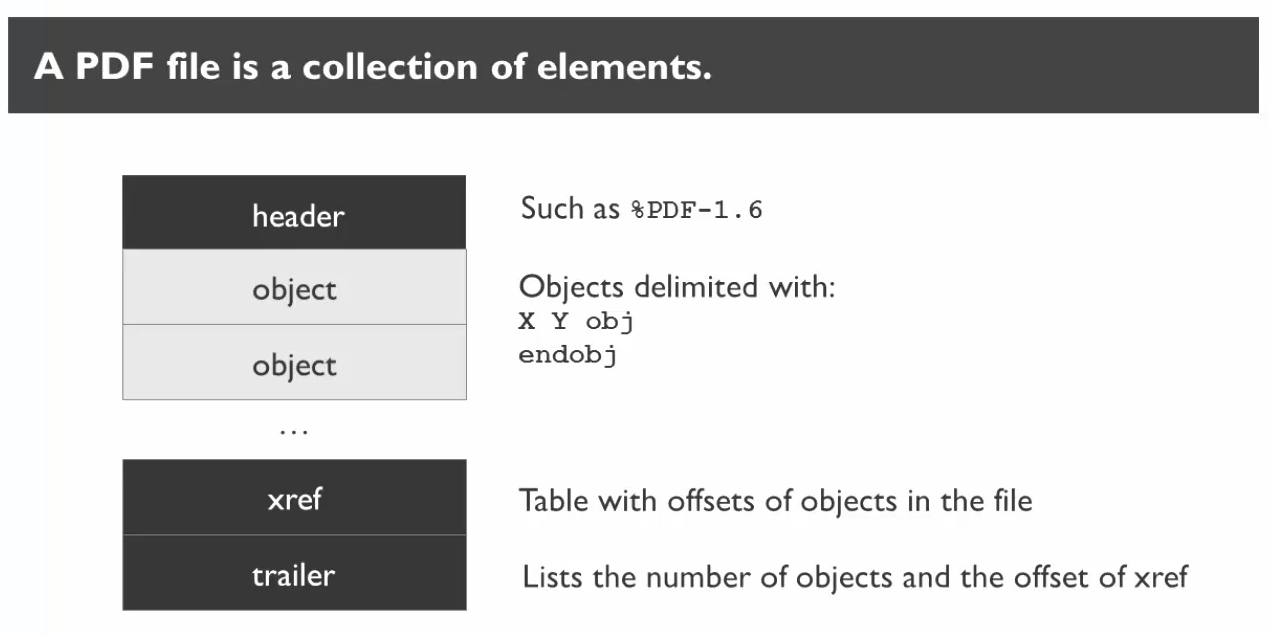 A PDF file is a collection of elements.
header
Such as %PDF-1.6
object
Objects delimited with:
X Y obj
endobj
object
...
xref
Table with offsets of objects in the file
trailer
Lists the number of objects and the offset of xref